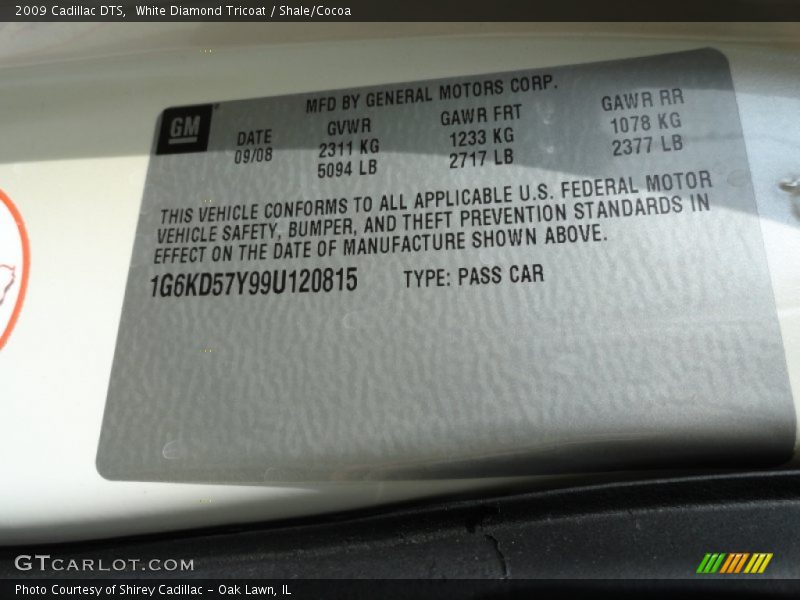 2009 Cadillac DTS,  White Diamond Tricoat / Shale/Cocoa
MFD BY GENERAL MOTORS CORP.
GM
DATE GVWR GAWR FRT GAWR RR
09/08 2311 KG 1233 KG 1078 KG
5094 LB 2717 LB 2377 LB
THIS VEHICLE CONFORMS TO ALL APPLICABLE U.S. FEDERAL MOTOR
VEHICLE SAFETY, BUMPER, AND THEFT PREVENTION STANDARDS IN
EFFECT ON THE DATE OF MANUFACTURE SHOWN ABOVE.
1G6KD57Y99U120815 TYPE: PASS CAR
GTCARLOT.COM
Photo Courtesy of Shirey Cadillac - Oak Lawn, IL